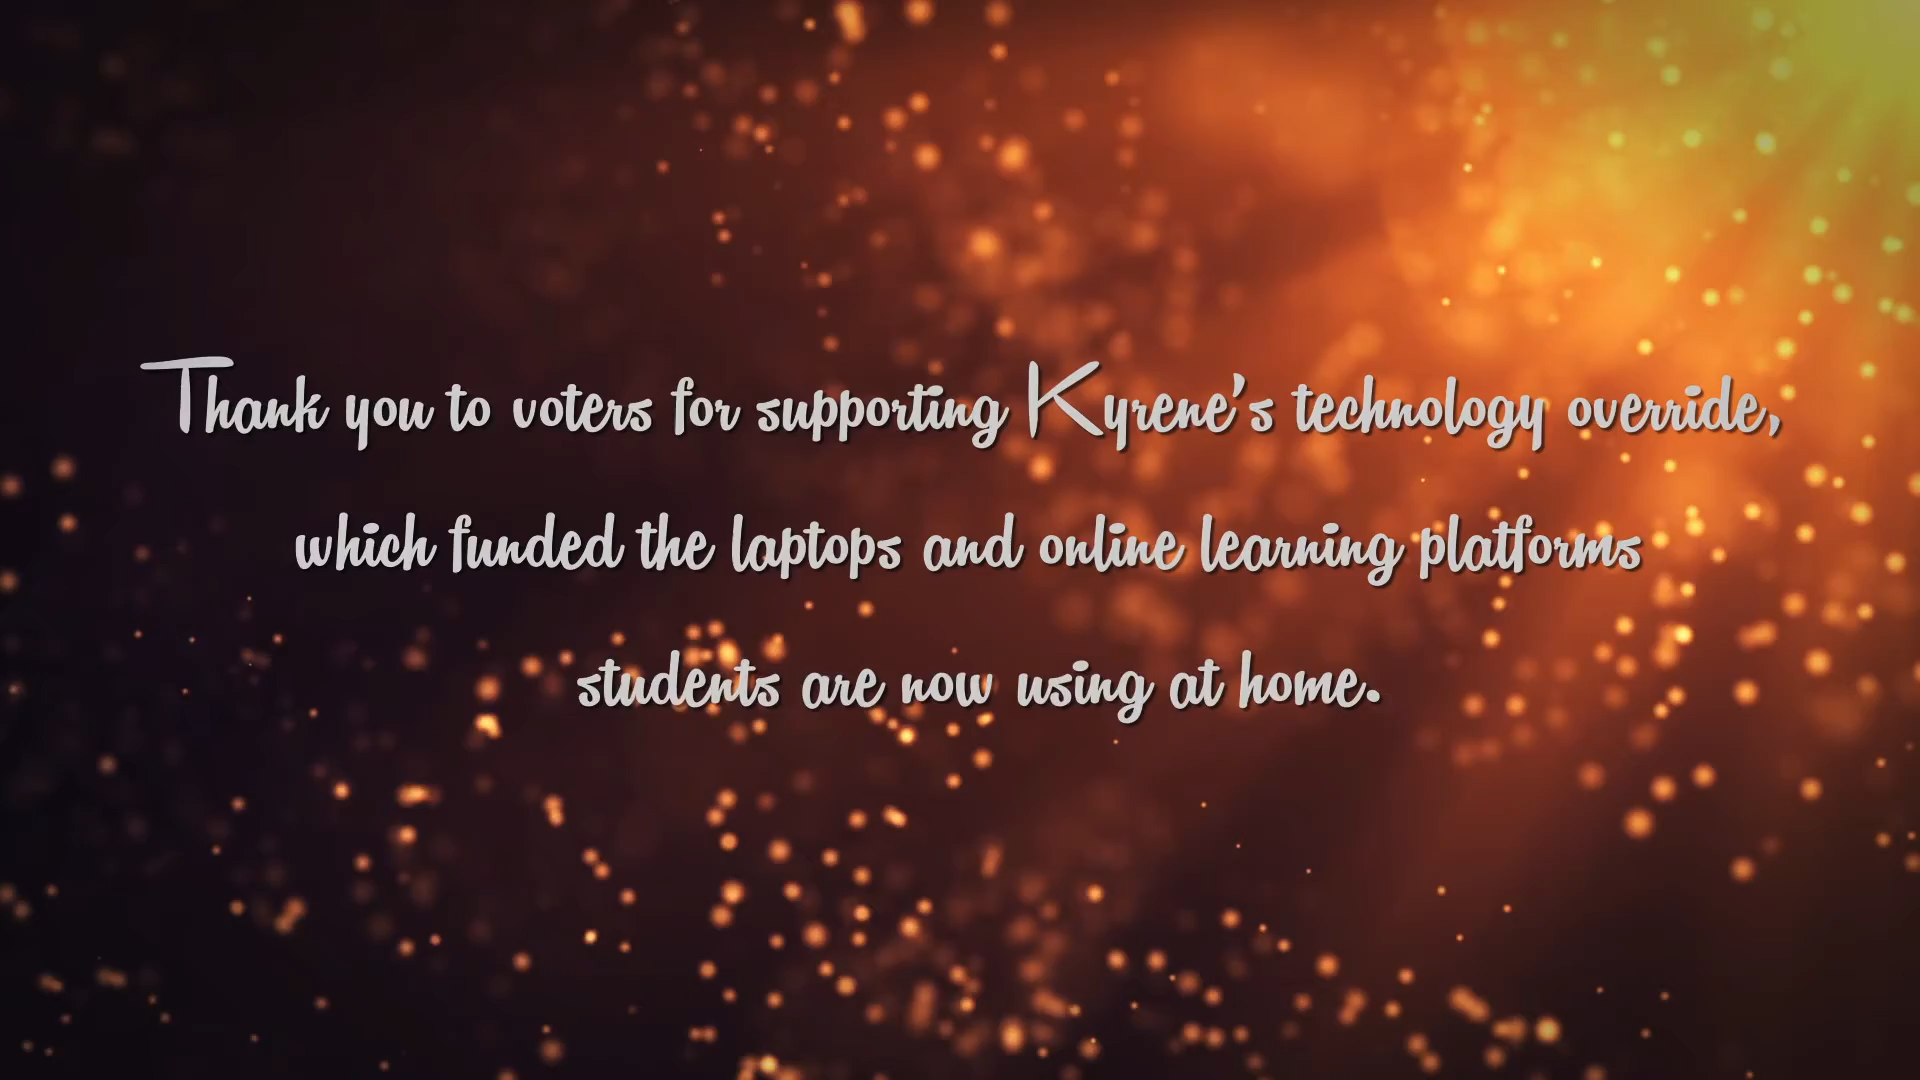 Thank you to voters for supporting Kyrene's technology override,
which funded the laptops and online learning platforms
students are now using at home.